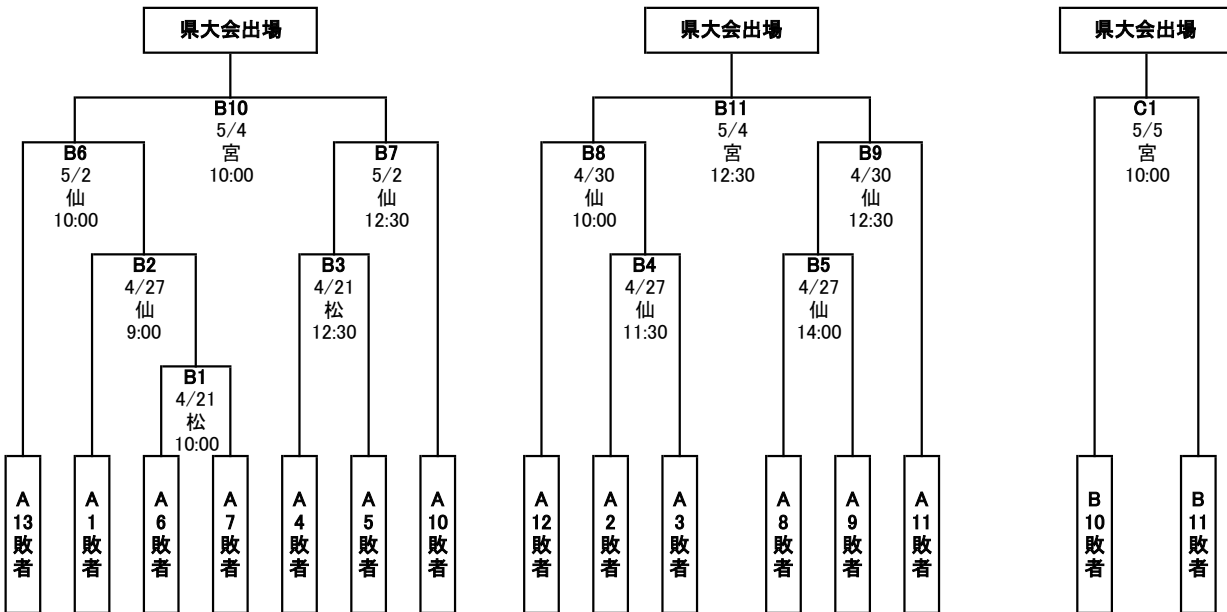 県大会出場
県大会出場
県大会出場
B10
5/4
宮
10:00
B11
5/4
宮
12:30
C1
5/5
宮
10:00
B6
5/2
仙
10:00
B7
5/2
仙
12:30
B8
4/30
仙
10:00
B9
4/30
仙
12:30
B2
4/27
仙
9:00
B3
4/21
松
12:30
B4
4/27
仙
11:30
B5
4/27
仙
14:00
B1
4/21
松
10:00
A13敗者
A1敗者
A6敗者
A7敗者
A4敗者
A5敗者
A10敗者
A12敗者
A2敗者
A3敗者
A8敗者
A9敗者
A11敗者
B10敗者
B11敗者